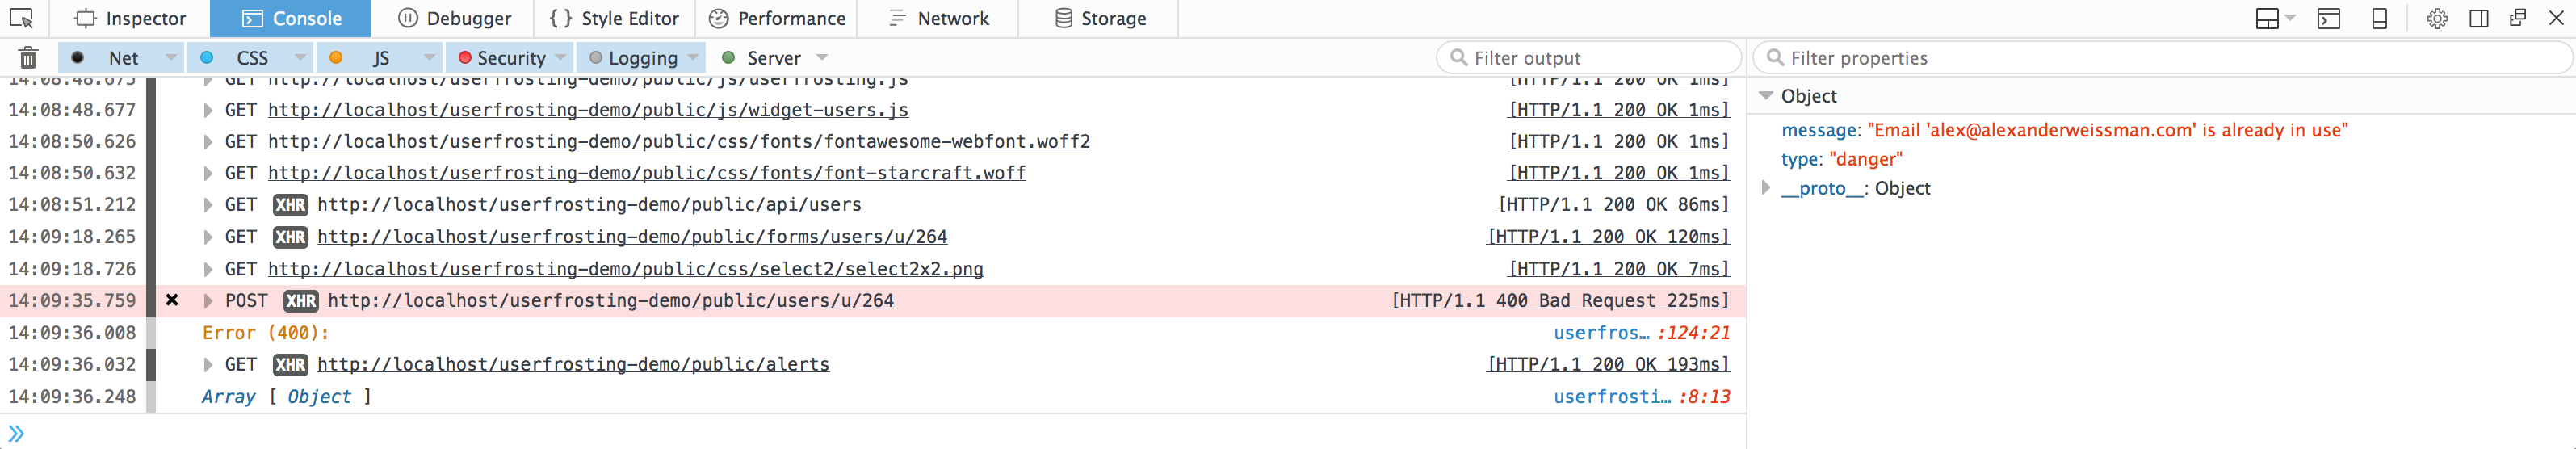 Inspector Console Debugger { } Style Editor Performance Network Storage
Net CSS JS Security Logging Server Filter output Filter properties
14:08:48.675 GET http://localhost/userfrosting-demo/public/js/userfrosting.js [HTTP/1.1 200 OK 1ms]
14:08:48.677 GET http://localhost/userfrosting-demo/public/js/widget-users.js [HTTP/1.1 200 OK 1ms]
14:08:50.626 GET http://localhost/userfrosting-demo/public/css/fonts/fontawesome-webfont.woff2 [HTTP/1.1 200 OK 1ms]
14:08:50.632 GET http://localhost/userfrosting-demo/public/css/fonts/font-starcraft.woff [HTTP/1.1 200 OK 1ms]
14:08:51.212 GET XHR http://localhost/userfrosting-demo/public/api/users [HTTP/1.1 200 OK 86ms]
14:09:18.265 GET XHR http://localhost/userfrosting-demo/public/forms/users/u/264 [HTTP/1.1 200 OK 120ms]
14:09:18.726 GET http://localhost/userfrosting-demo/public/css/select2/select2x2.png [HTTP/1.1 200 OK 7ms]
14:09:35.759 POST XHR http://localhost/userfrosting-demo/public/users/u/264 [HTTP/1.1 400 Bad Request 225ms]
14:09:36.008 Error (400): userfros… :124:21
14:09:36.032 GET XHR http://localhost/userfrosting-demo/public/alerts [HTTP/1.1 200 OK 193ms]
14:09:36.248 Array [ Object ] userfrosti… :8:13
Object
message: "Email 'alex@alexanderweissman.com' is already in use"
type: "danger"
__proto__: Object